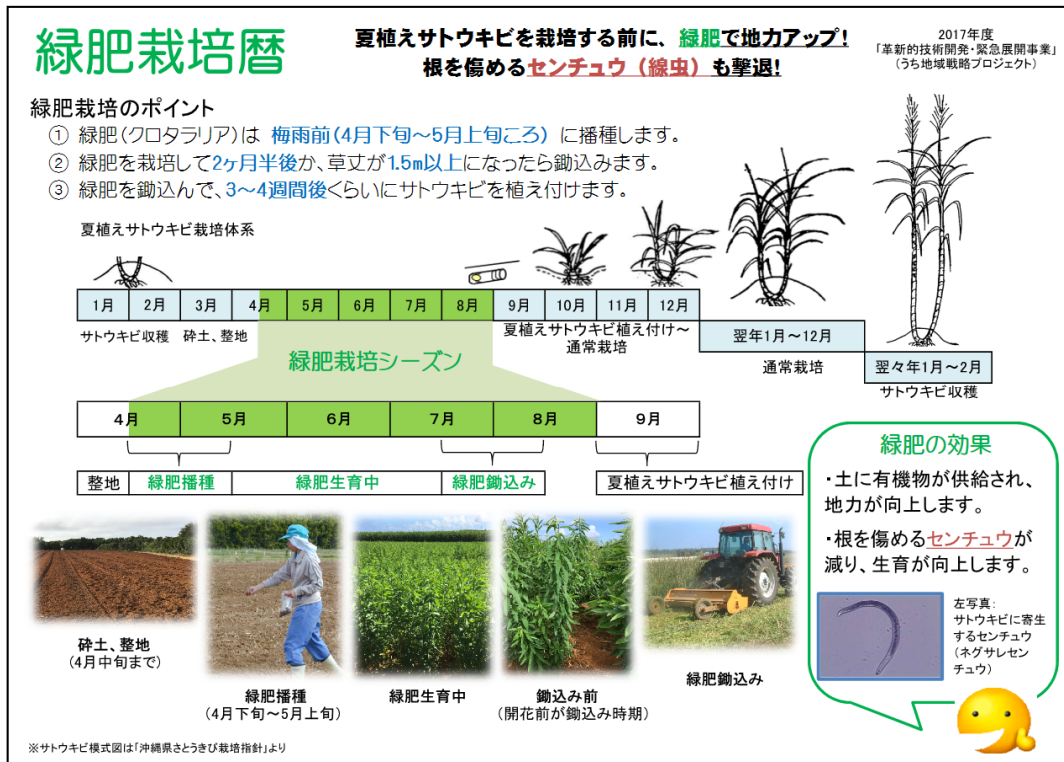 緑肥栽培暦
夏植えサトウキビを栽培する前に、緑肥で地力アップ!
根を傷めるセンチュウ(線虫)も撃退!
2017年度
「革新的技術開発・緊急展開事業」
(うち地域戦略プロジェクト)
緑肥栽培のポイント
① 緑肥(クロタラリア)は 梅雨前(4月下旬~5月上旬ころ) に播種します。
② 緑肥を栽培して2ヶ月半後か、草丈が1.5m以上になったら鋤込みます。
③ 緑肥を鋤込んで、3~4週間後くらいにサトウキビを植え付けます。
夏植えサトウキビ栽培体系
1月 2月 3月 4月 5月 6月 7月 8月 9月 10月 11月 12月
サトウキビ収穫 砕土、整地
夏植えサトウキビ植え付け~
通常栽培
翌年1月~12月
通常栽培
翌々年1月~2月
サトウキビ収穫
緑肥栽培シーズン
4月 5月 6月 7月 8月 9月
整地 緑肥播種 緑肥生育中 緑肥鋤込み 夏植えサトウキビ植え付け
砕土、整地
(4月中旬まで)
緑肥播種
(4月下旬~5月上旬)
緑肥生育中
鋤込み前
(開花前が鋤込み時期)
緑肥鋤込み
緑肥の効果
・土に有機物が供給され、
地力が向上します。
・根を傷めるセンチュウが
減り、生育が向上します。
左写真:
サトウキビに寄生
するセンチュウ
(ネグサレセン
チュウ)
※サトウキビ模式図は「沖縄県さとうきび栽培指針」より